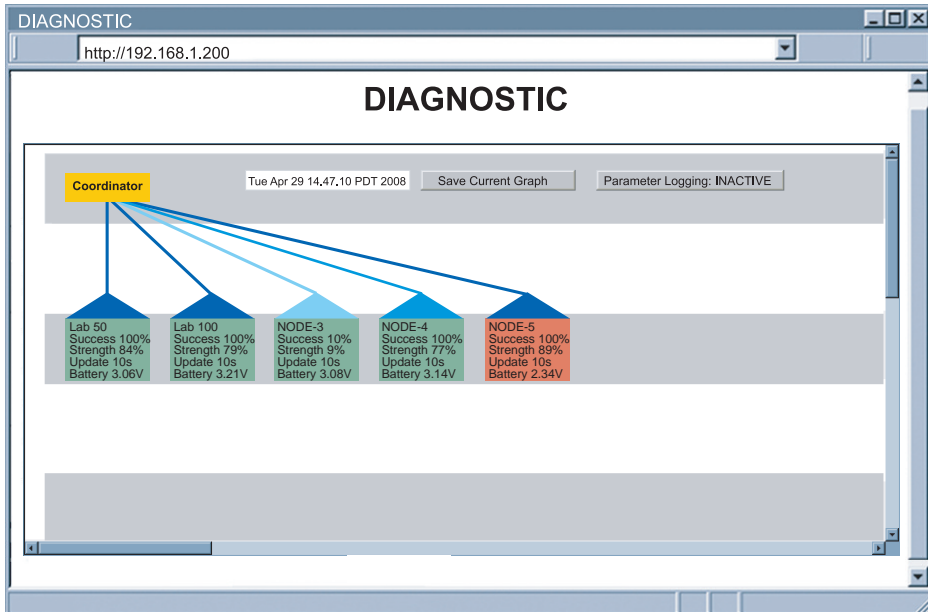 DIAGNOSTIC
http://192.168.1.200
DIAGNOSTIC
Coordinator
Tue Apr 29 14.47.10 PDT 2008
Save Current Graph
Parameter Logging: INACTIVE
Lab 50
Success 100%
Strength 84%
Update 10s
Battery 3.06V
Lab 100
Success 100%
Strength 79%
Update 10s
Battery 3.21V
NODE-3
Success 10%
Strength 9%
Update 10s
Battery 3.08V
NODE-4
Success 100%
Strength 77%
Update 10s
Battery 3.14V
NODE-5
Success 100%
Strength 89%
Update 10s
Battery 2.34V